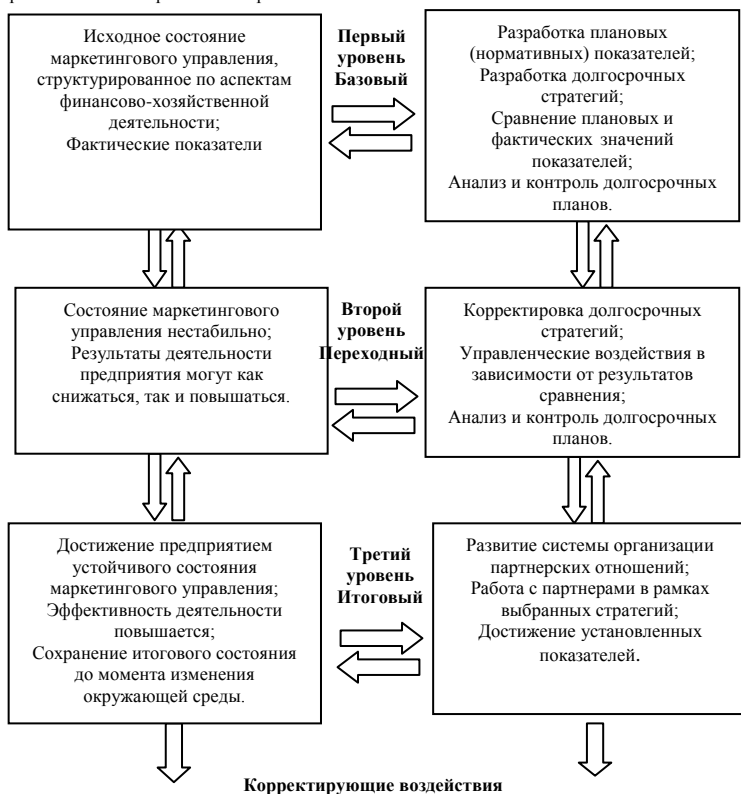 Исходное состояние
маркетингового управления,
структурированное по аспектам
финансово-хозяйственной
деятельности;
Фактические показатели
Первый
уровень
Базовый
Разработка плановых
(нормативных) показателей;
Разработка долгосрочных
стратегий;
Сравнение плановых и
фактических значений
показателей;
Анализ и контроль долгосрочных
планов.
Состояние маркетингового
управления нестабильно;
Результаты деятельности
предприятия могут как
снижаться, так и повышаться.
Второй
уровень
Переходный
Корректировка долгосрочных
стратегий;
Управленческие воздействия в
зависимости от результатов
сравнения;
Анализ и контроль долгосрочных
планов.
Достижение предприятием
устойчивого состояния
маркетингового управления;
Эффективность деятельности
повышается;
Сохранение итогового состояния
до момента изменения
окружающей среды.
Третий
уровень
Итоговый
Развитие системы организации
партнерских отношений;
Работа с партнерами в рамках
выбранных стратегий;
Достижение установленных
показателей.
Корректирующие воздействия